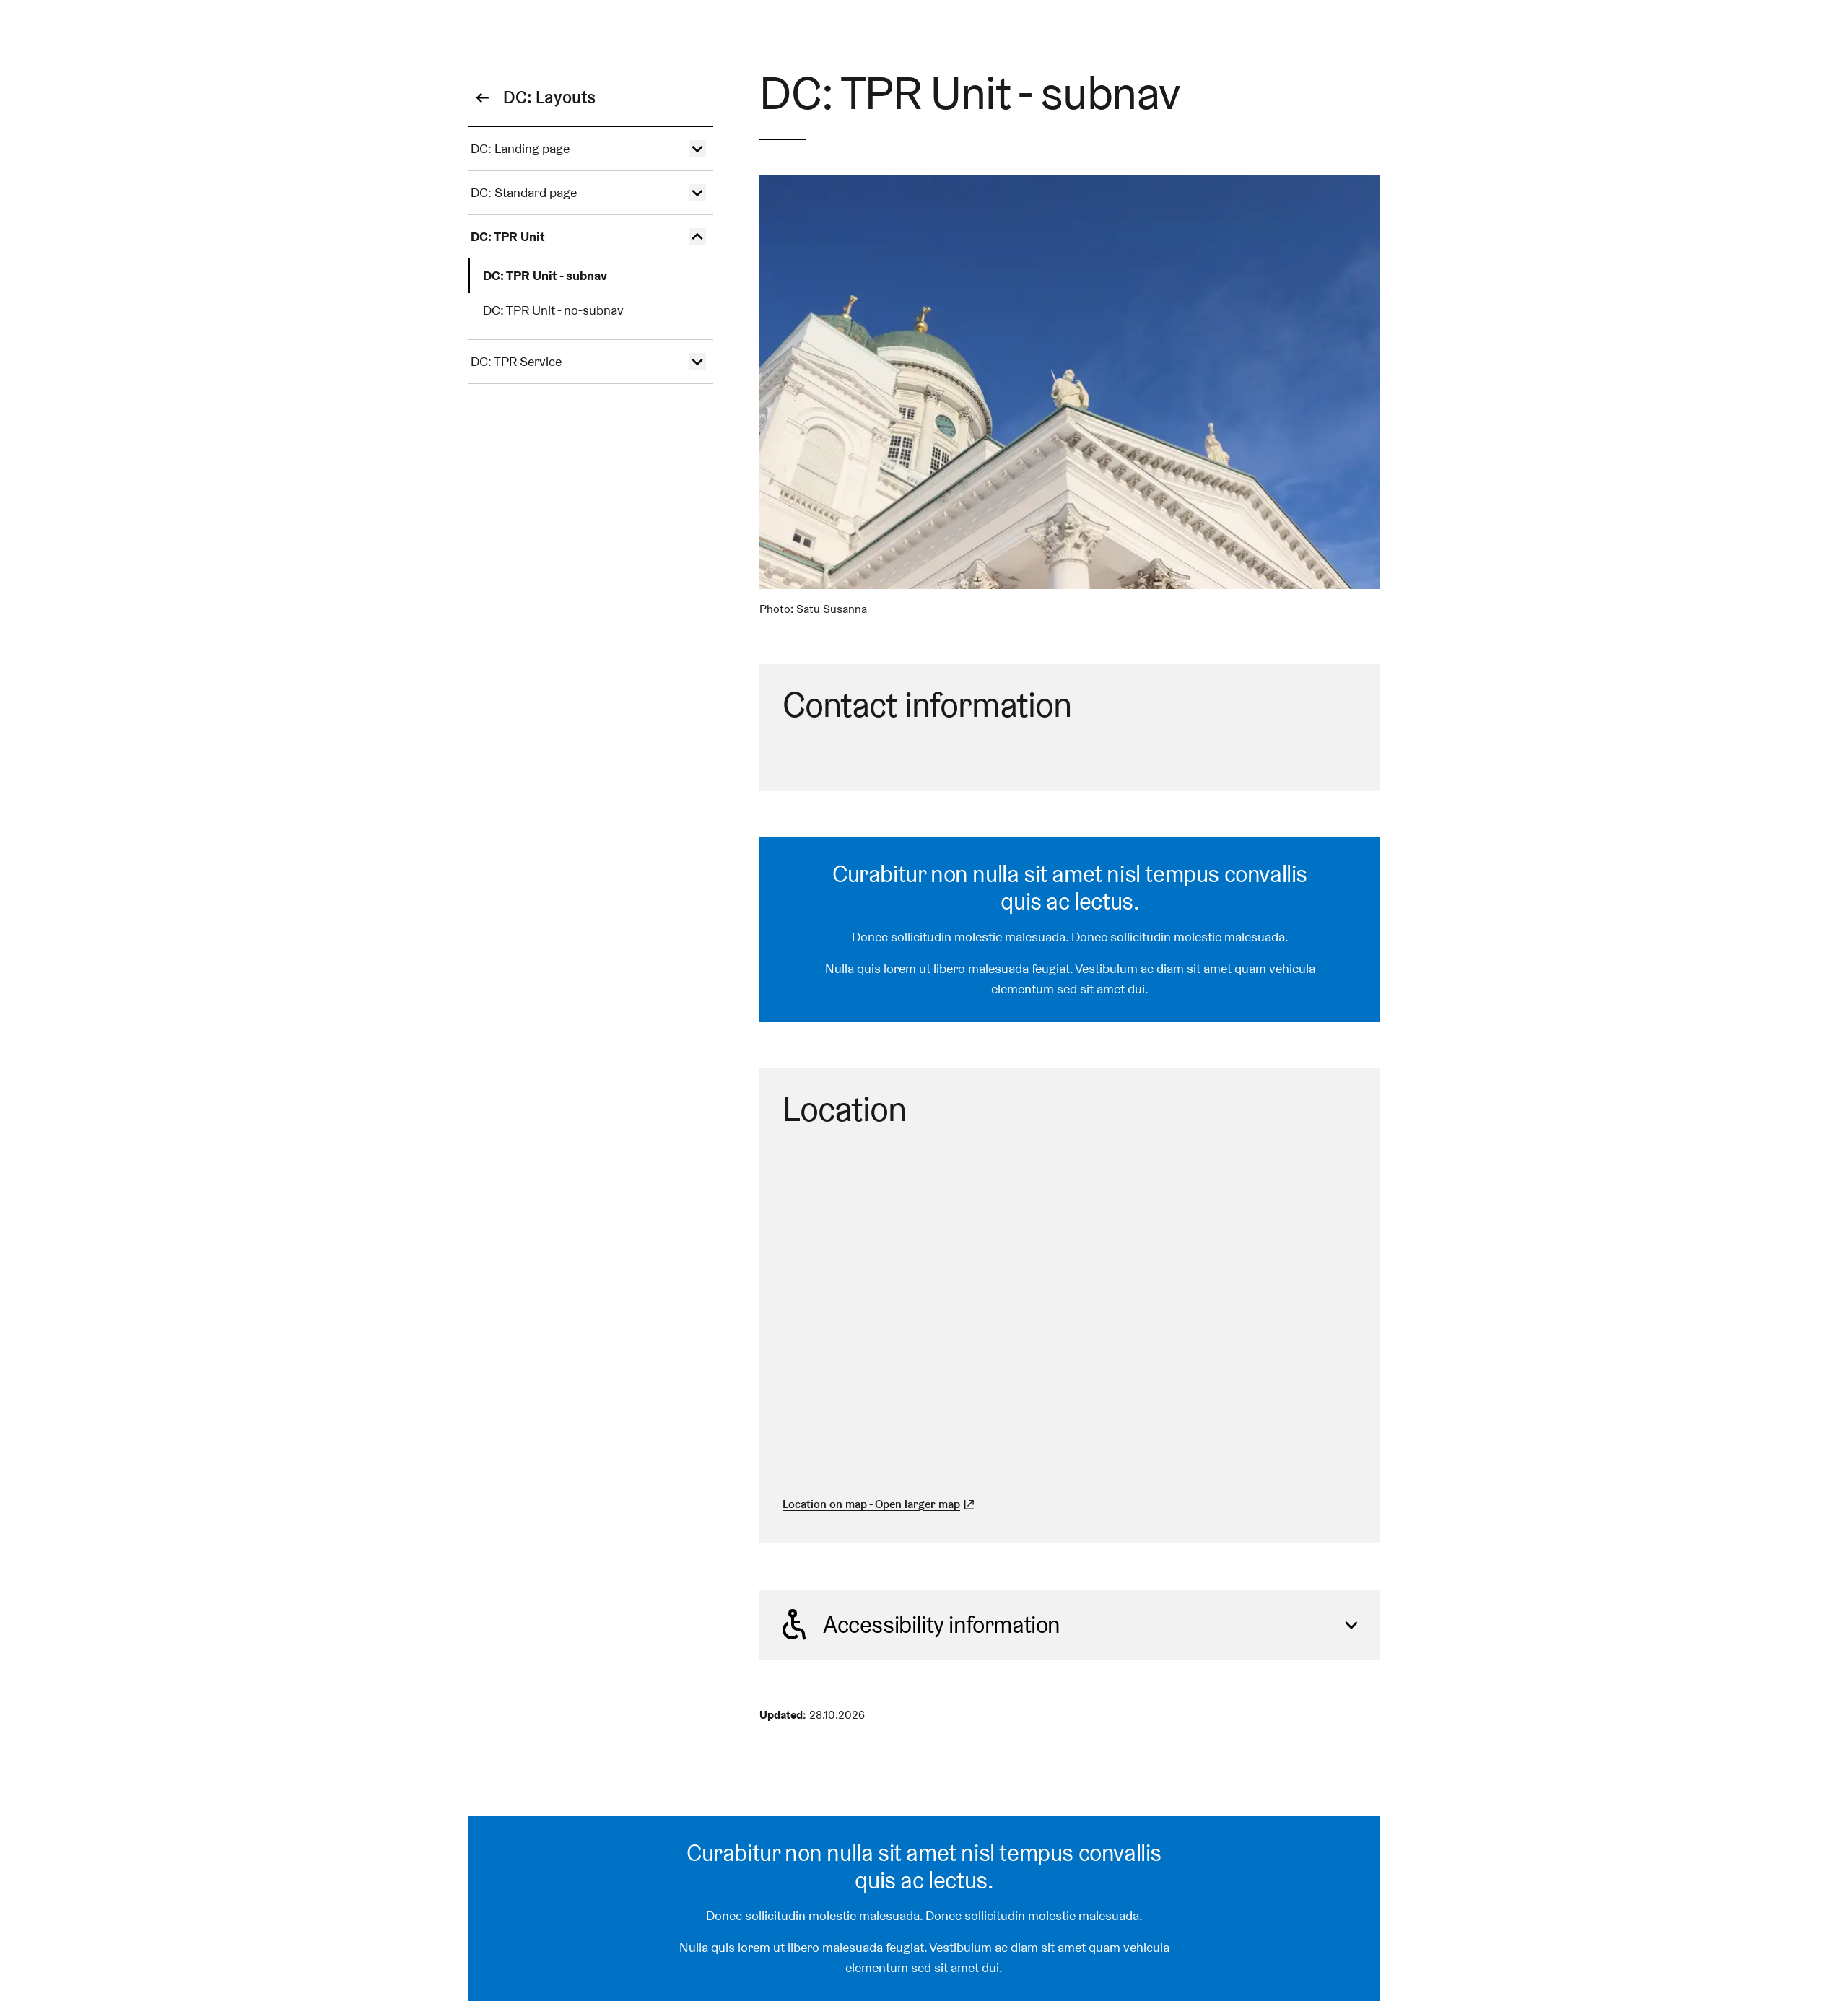 DC: Layouts
DC: Landing page
DC: Standard page
DC: TPR Unit
DC: TPR Unit - subnav
DC: TPR Unit - no-subnav
DC: TPR Service
DC: TPR Unit - subnav
Photo: Satu Susanna
Contact information
Curabitur non nulla sit amet nisl tempus convallis
quis ac lectus.
Donec sollicitudin molestie malesuada. Donec sollicitudin molestie malesuada.
Nulla quis lorem ut libero malesuada feugiat. Vestibulum ac diam sit amet quam vehicula
elementum sed sit amet dui.
Location
Location on map - Open larger map
Accessibility information
Updated: 28.10.2026
Curabitur non nulla sit amet nisl tempus convallis
quis ac lectus.
Donec sollicitudin molestie malesuada. Donec sollicitudin molestie malesuada.
Nulla quis lorem ut libero malesuada feugiat. Vestibulum ac diam sit amet quam vehicula
elementum sed sit amet dui.